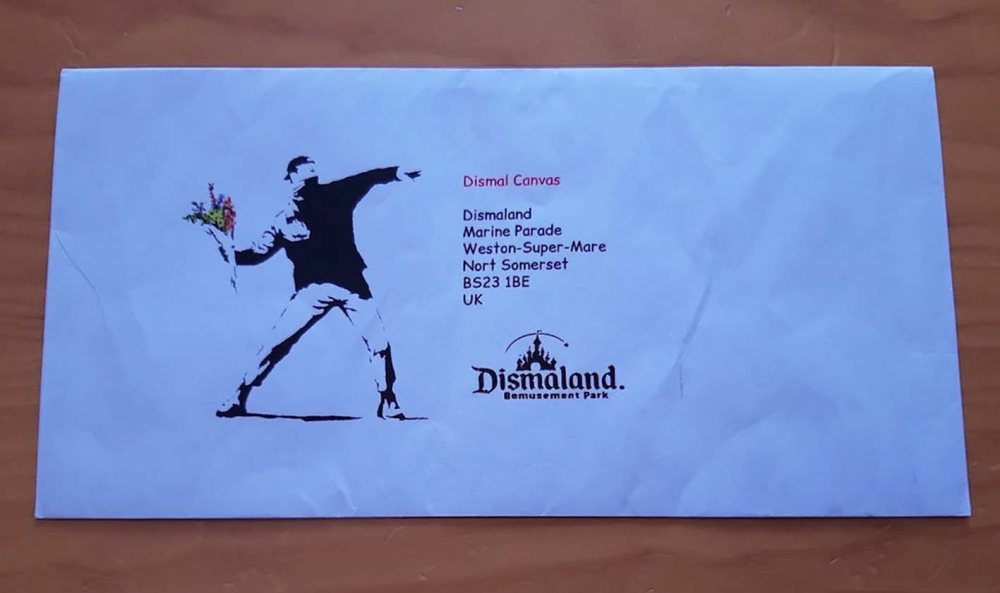 Dismal Canvas
Dismaland
Marine Parade
Weston-Super-Mare
Nort Somerset
BS23 1BE
UK
Dismaland.
Bemusement Park